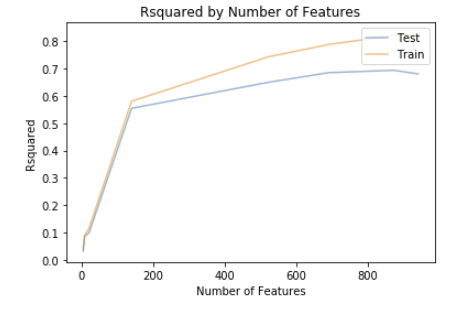 Rsquared by Number of Features
Test
Train
0.8
0.7
0.6
0.5
0.4
0.3
0.2
0.1
0.0
Rsquared
0 200 400 600 800
Number of Features